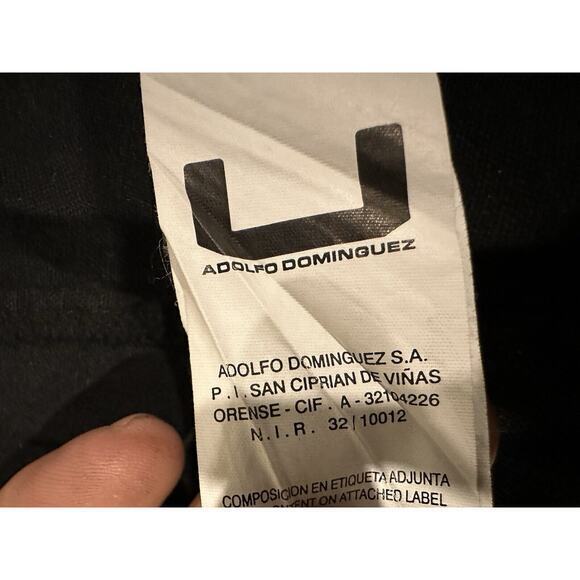 ADOLFO DOMINGUEZ
ADOLFO DOMINGUEZ S.A.
P.I. SAN CIPRIAN DE VIÑAS
ORENSE - CIF. A - 32104226
N.I.R. 32/10012
COMPOSICION EN ETIQUETA ADJUNTA
CONTENT ON ATTACHED LABEL